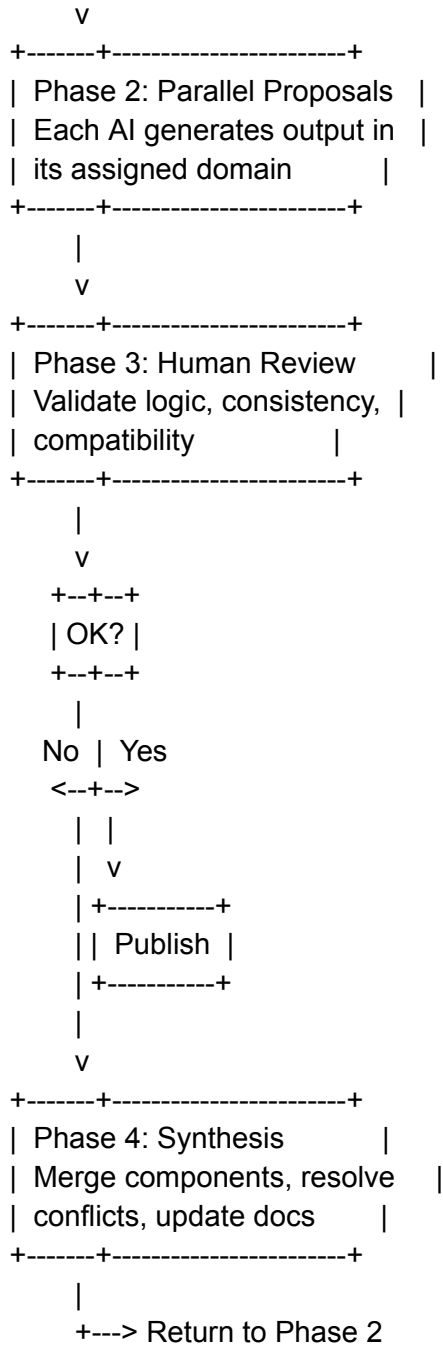 v
+-------+------------------------+
| Phase 2: Parallel Proposals |
| Each AI generates output in |
| its assigned domain |
+-------+------------------------+
|
v
+-------+------------------------+
| Phase 3: Human Review |
| Validate logic, consistency, |
| compatibility |
+-------+------------------------+
|
v
+--+--+
| OK? |
+--+--+
|
No | Yes
<--+-->
| |
| v
| +-----------+
| | Publish |
| +-----------+
|
v
+-------+------------------------+
| Phase 4: Synthesis |
| Merge components, resolve |
| conflicts, update docs |
+-------+------------------------+
|
+---> Return to Phase 2